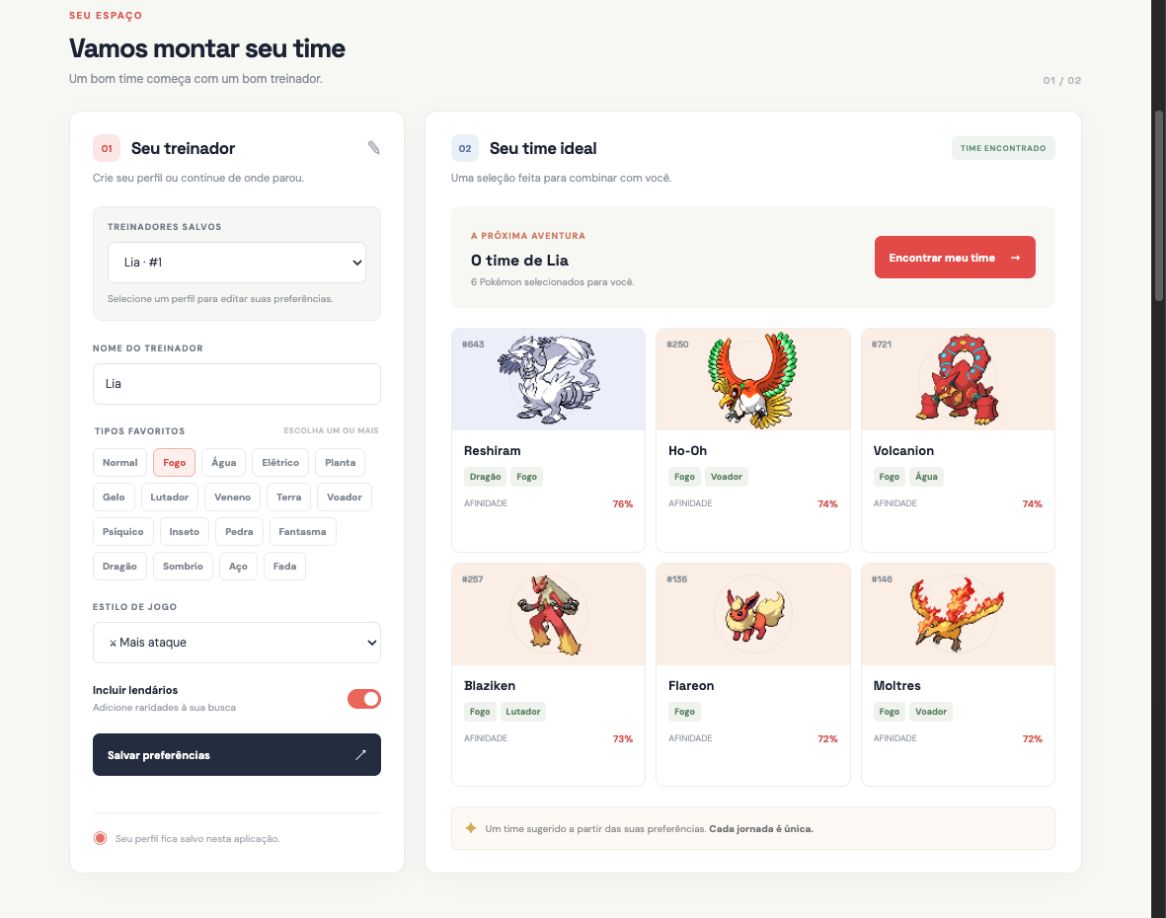 SEU ESPAÇO
Vamos montar seu time
Um bom time começa com um bom treinador.
01 / 02
01
Seu treinador
Crie seu perfil ou continue de onde parou.
TREINADORES SALVOS
Lia · #1
Selecione um perfil para editar suas preferências.
NOME DO TREINADOR
Lia
TIPOS FAVORITOS
ESCOLHA UM OU MAIS
Normal Fogo Água Elétrico Planta
Gelo Lutador Veneno Terra Voador
Psíquico Inseto Pedra Fantasma
Dragão Sombrio Aço Fada
ESTILO DE JOGO
⚔ Mais ataque
Incluir lendários
Adicione raridades à sua busca
Salvar preferências ↗
Seu perfil fica salvo nesta aplicação.
02
Seu time ideal
TIME ENCONTRADO
Uma seleção feita para combinar com você.
A PRÓXIMA AVENTURA
O time de Lia
6 Pokémon selecionados para você.
Encontrar meu time →
#643
Reshiram
Dragão Fogo
AFINIDADE 76%
#250
Ho-Oh
Fogo Voador
AFINIDADE 74%
#721
Volcanion
Fogo Água
AFINIDADE 74%
#257
Blaziken
Fogo Lutador
AFINIDADE 73%
#136
Flareon
Fogo
AFINIDADE 72%
#146
Moltres
Fogo Voador
AFINIDADE 72%
Um time sugerido a partir das suas preferências. Cada jornada é única.